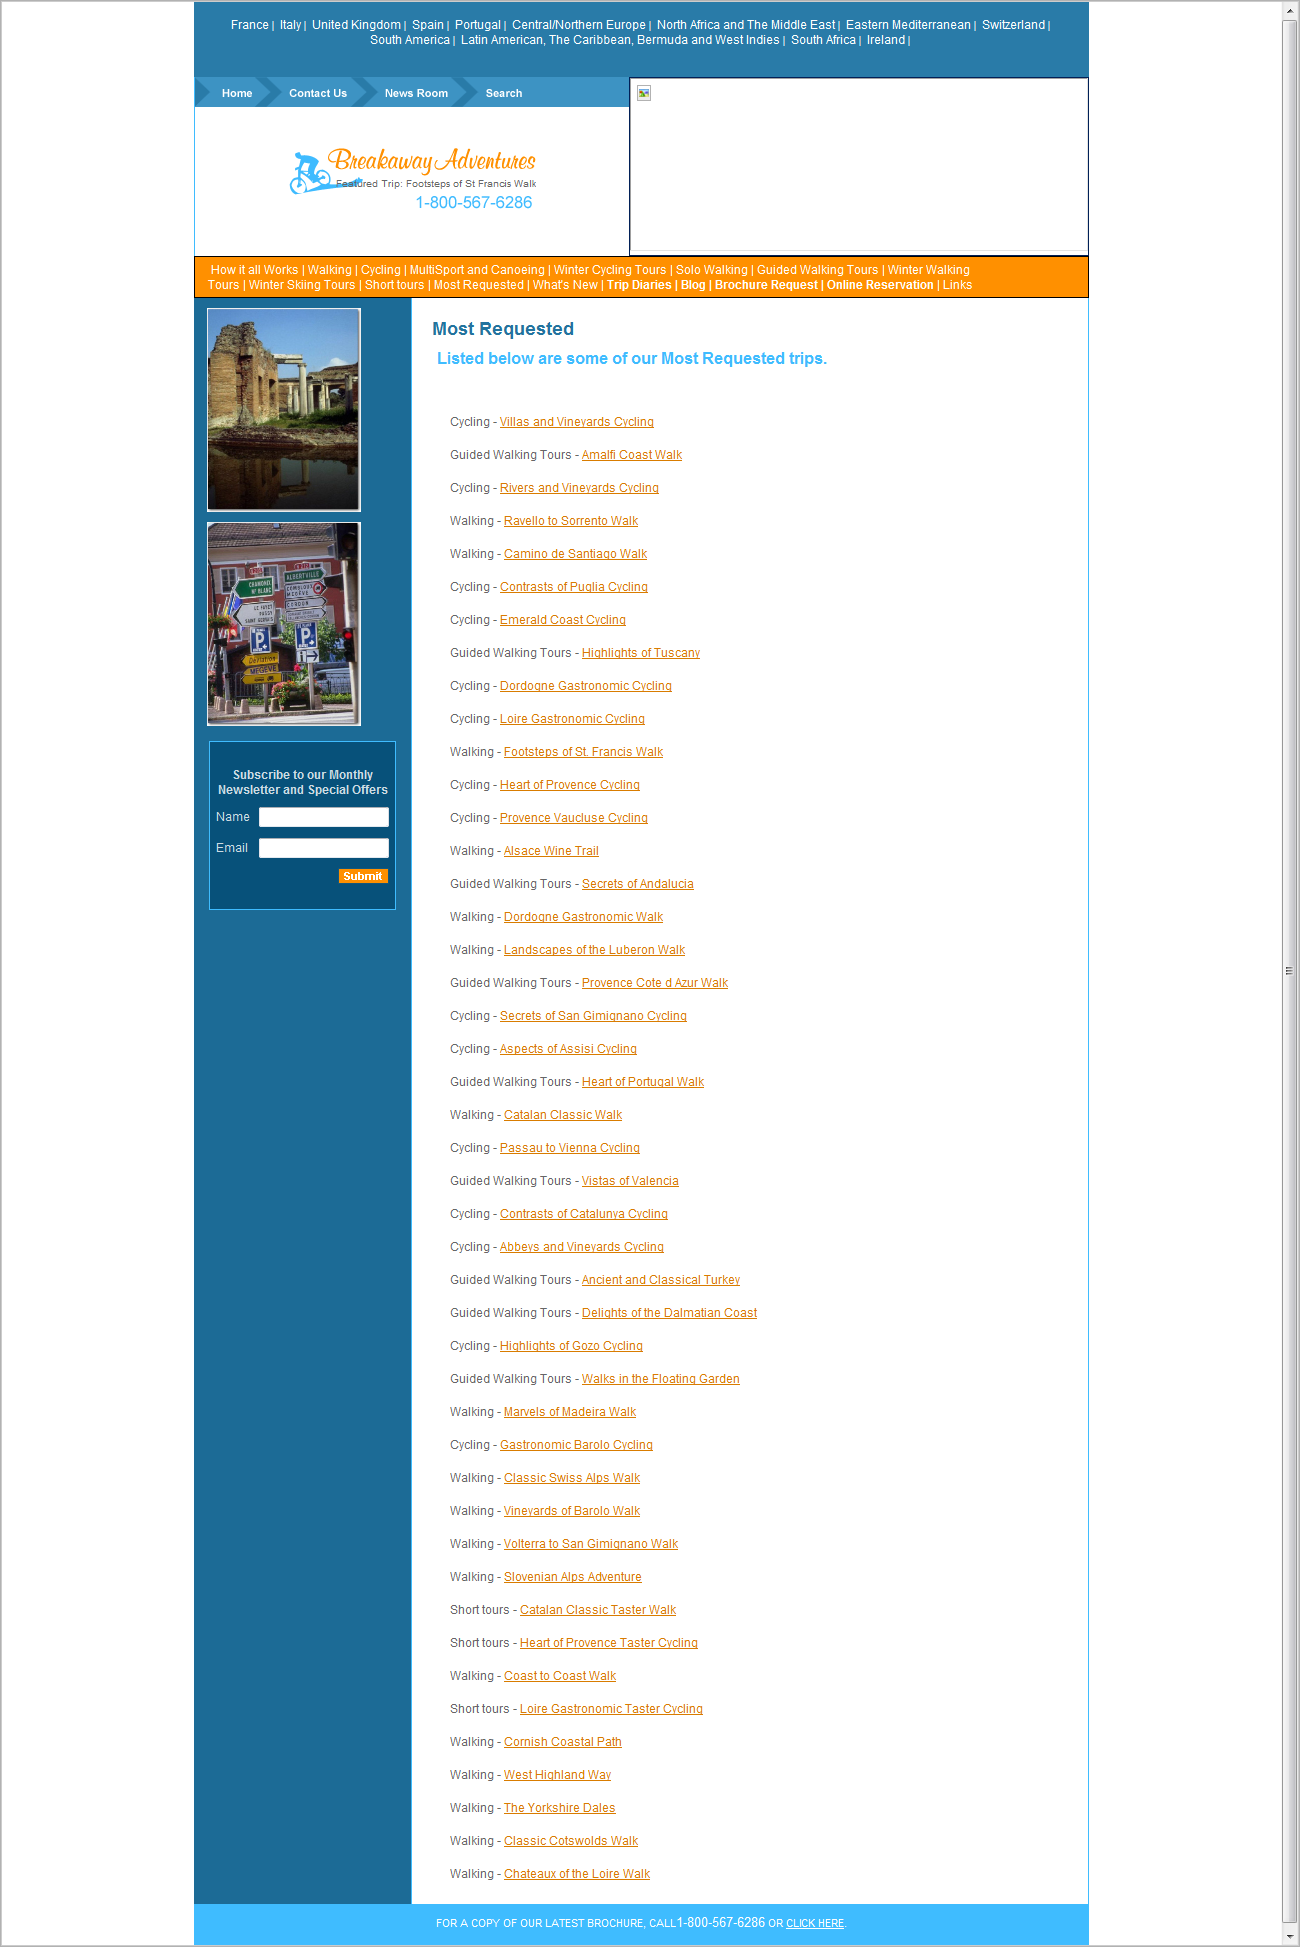 France | Italy | United Kingdom | Spain | Portugal | Central/Northern Europe | North Africa and The Middle East | Eastern Mediterranean | Switzerland |
South America | Latin American, The Caribbean, Bermuda and West Indies | South Africa | Ireland |
Home Contact Us News Room Search
Breakaway Adventures
Featured Trip: Footsteps of St Francis Walk
1-800-567-6286
How it all Works | Walking | Cycling | MultiSport and Canoeing | Winter Cycling Tours | Solo Walking | Guided Walking Tours | Winter Walking
Tours | Winter Skiing Tours | Short tours | Most Requested | What's New | Trip Diaries | Blog | Brochure Request | Online Reservation | Links
CHAMONIX
MT BLANC
ALBERTVILLE
COMBLOUX
MEGÈVE
CORDON
LE FAYET
PASSY
SAINT GERVAIS
P
P
i
Déviation
MEGÈVE
Subscribe to our Monthly
Newsletter and Special Offers
Name
Email
Submit
Most Requested
Listed below are some of our Most Requested trips.
Cycling - Villas and Vineyards Cycling
Guided Walking Tours - Amalfi Coast Walk
Cycling - Rivers and Vineyards Cycling
Walking - Ravello to Sorrento Walk
Walking - Camino de Santiago Walk
Cycling - Contrasts of Puglia Cycling
Cycling - Emerald Coast Cycling
Guided Walking Tours - Highlights of Tuscany
Cycling - Dordogne Gastronomic Cycling
Cycling - Loire Gastronomic Cycling
Walking - Footsteps of St. Francis Walk
Cycling - Heart of Provence Cycling
Cycling - Provence Vaucluse Cycling
Walking - Alsace Wine Trail
Guided Walking Tours - Secrets of Andalucia
Walking - Dordogne Gastronomic Walk
Walking - Landscapes of the Luberon Walk
Guided Walking Tours - Provence Cote d Azur Walk
Cycling - Secrets of San Gimignano Cycling
Cycling - Aspects of Assisi Cycling
Guided Walking Tours - Heart of Portugal Walk
Walking - Catalan Classic Walk
Cycling - Passau to Vienna Cycling
Guided Walking Tours - Vistas of Valencia
Cycling - Contrasts of Catalunya Cycling
Cycling - Abbeys and Vineyards Cycling
Guided Walking Tours - Ancient and Classical Turkey
Guided Walking Tours - Delights of the Dalmatian Coast
Cycling - Highlights of Gozo Cycling
Guided Walking Tours - Walks in the Floating Garden
Walking - Marvels of Madeira Walk
Cycling - Gastronomic Barolo Cycling
Walking - Classic Swiss Alps Walk
Walking - Vineyards of Barolo Walk
Walking - Volterra to San Gimignano Walk
Walking - Slovenian Alps Adventure
Short tours - Catalan Classic Taster Walk
Short tours - Heart of Provence Taster Cycling
Walking - Coast to Coast Walk
Short tours - Loire Gastronomic Taster Cycling
Walking - Cornish Coastal Path
Walking - West Highland Way
Walking - The Yorkshire Dales
Walking - Classic Cotswolds Walk
Walking - Chateaux of the Loire Walk
FOR A COPY OF OUR LATEST BROCHURE, CALL1-800-567-6286 OR CLICK HERE.